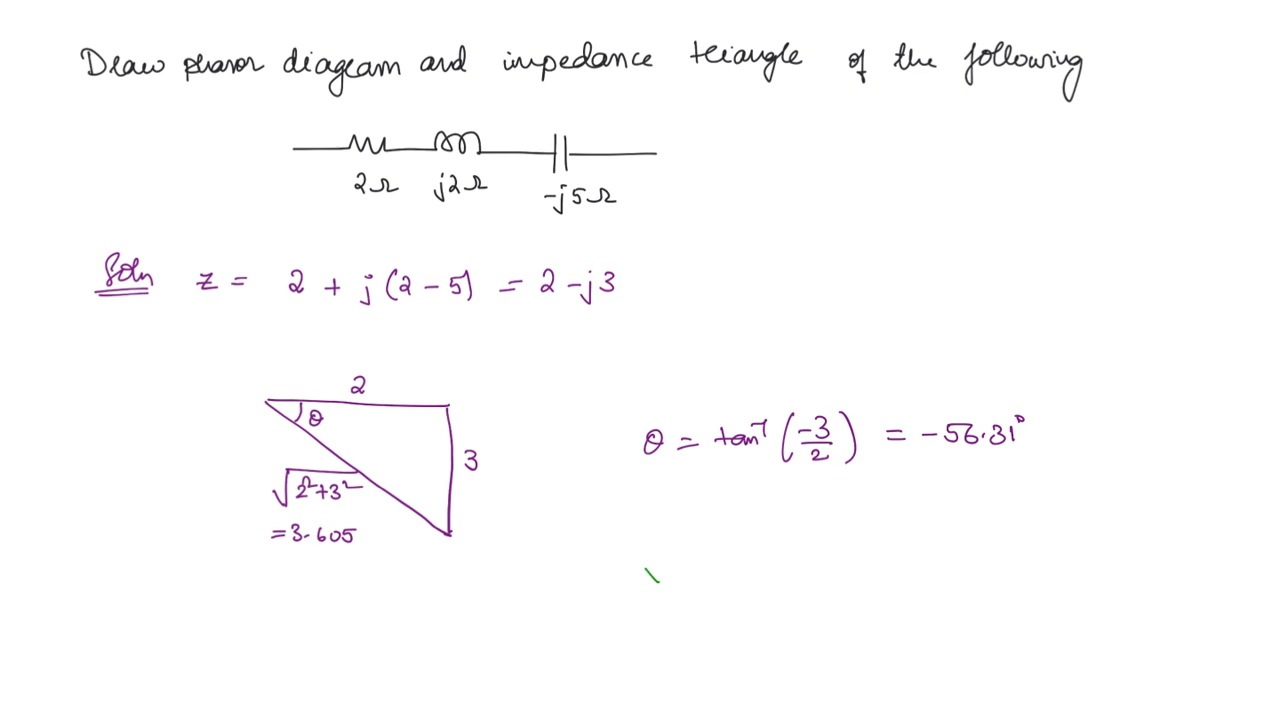 Draw phasor diagram and impedance triangle of the following
2Ω j2Ω -j5Ω
Soln z = 2 + j(2 - 5) = 2 - j3
2
θ
3
√2²+3²
= 3.605
θ = tan⁻¹ (-3/2) = -56.31°